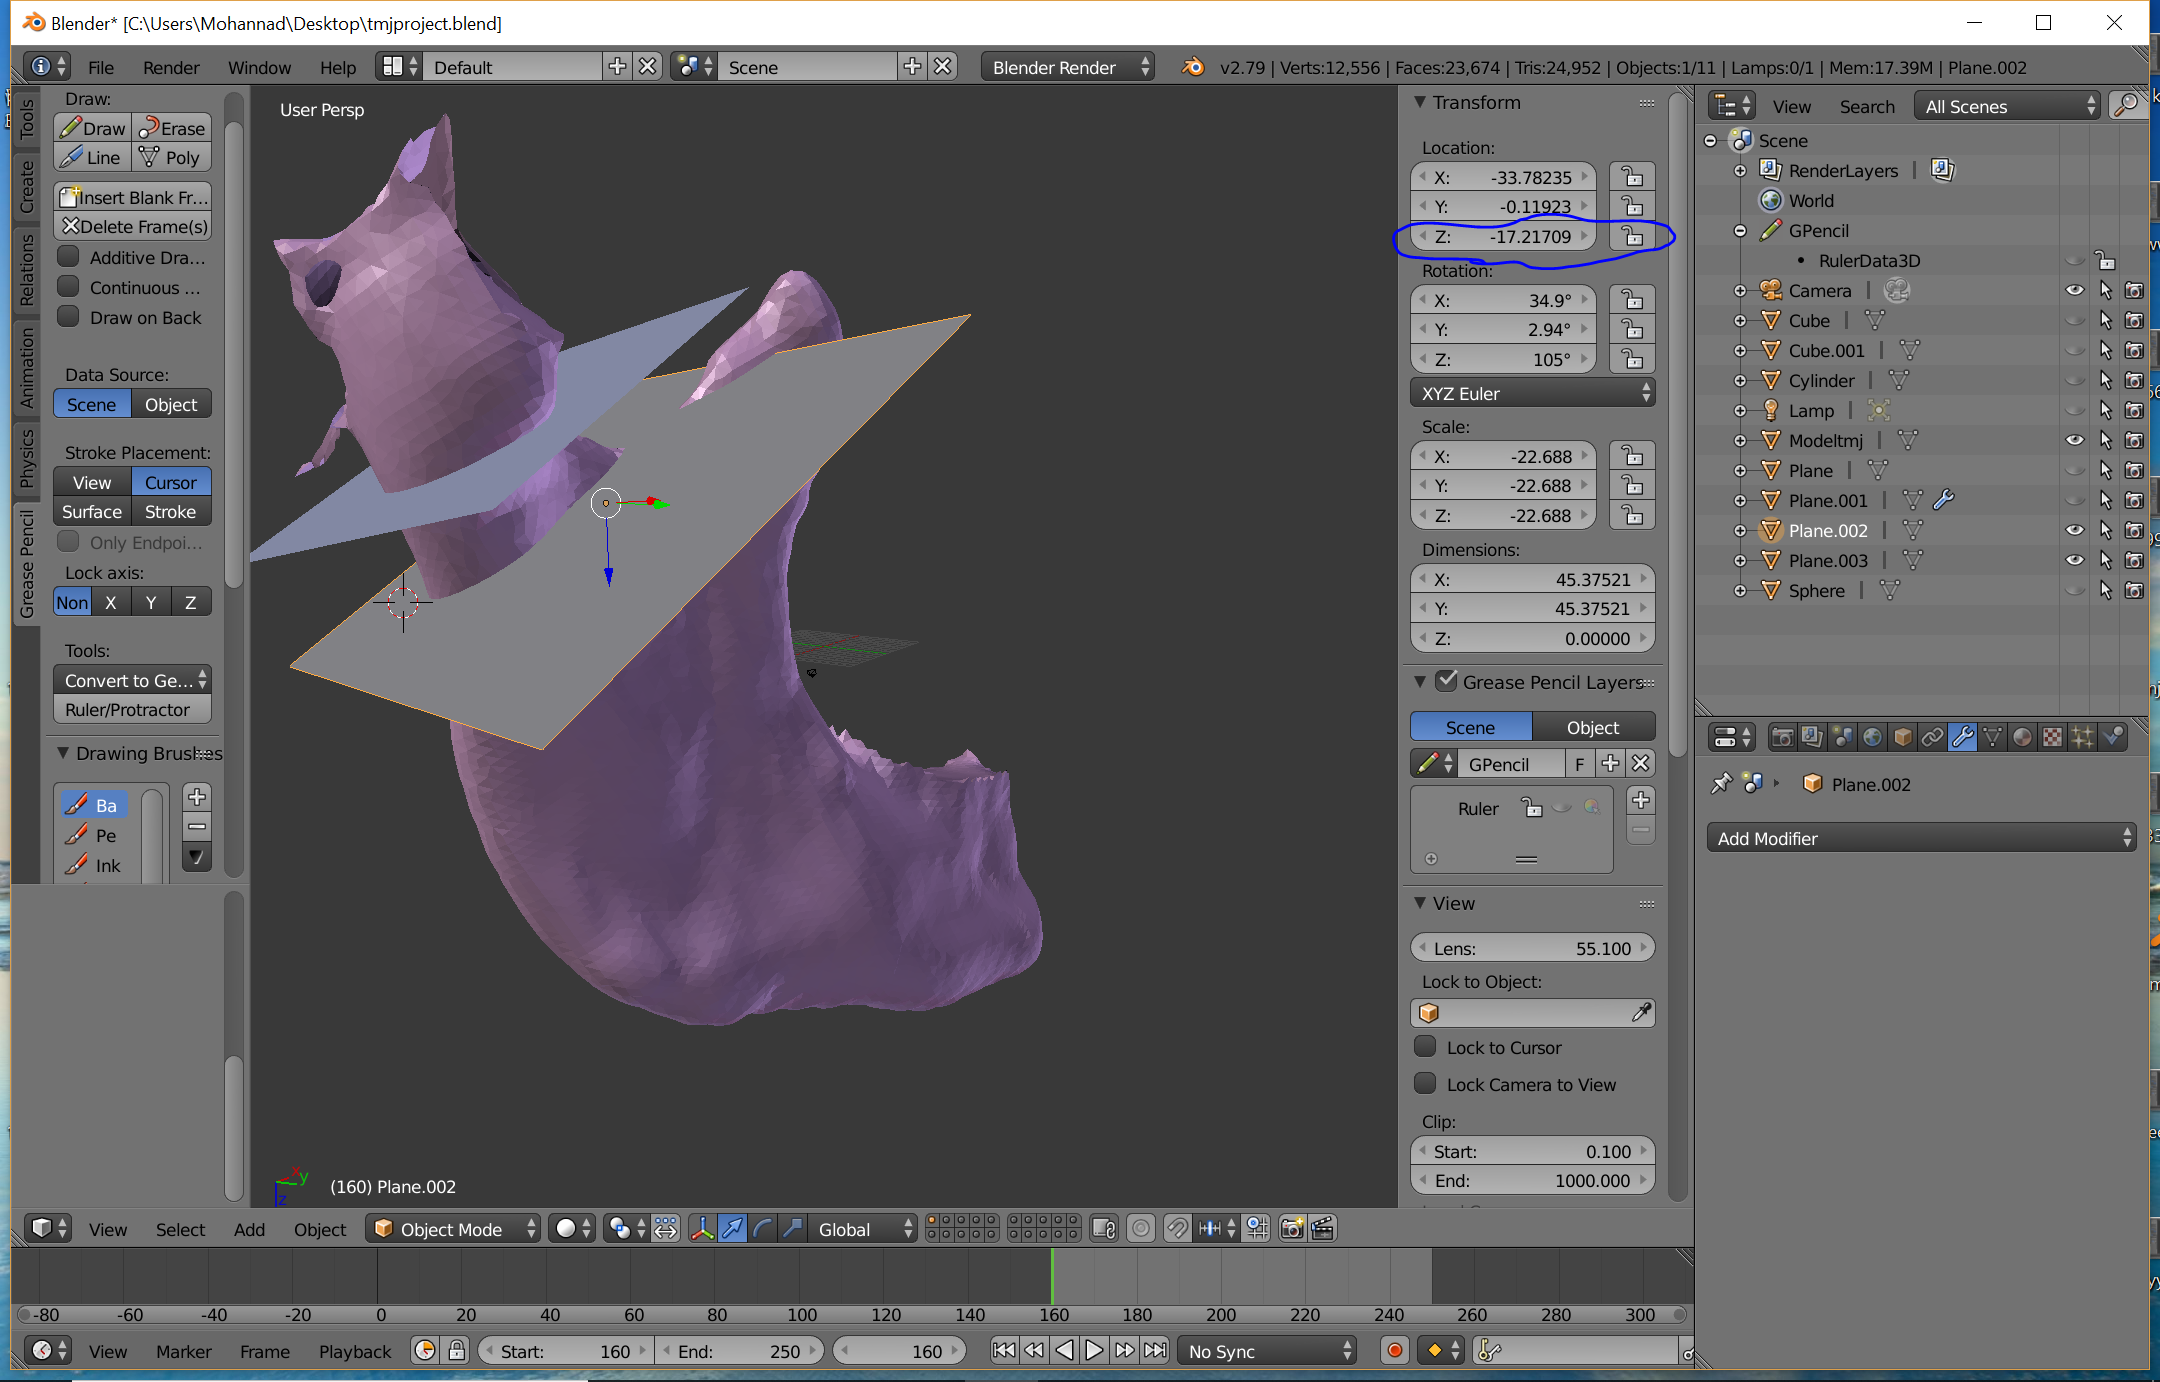 Blender* [C:\Users\Mohannad\Desktop\tmjproject.blend]
File Render Window Help Default Scene Blender Render v2.79 | Verts:12,556 | Faces:23,674 | Tris:24,952 | Objects:1/11 | Lamps:0/1 | Mem:17.39M | Plane.002
Tools
Create
Relations
Animation
Physics
Grease Pencil
Draw:
Draw Erase
Line Poly
Insert Blank Fr...
Delete Frame(s)
Additive Dra...
Continuous ...
Draw on Back
Data Source:
Scene Object
Stroke Placement:
View Cursor
Surface Stroke
Only Endpoi...
Lock axis:
Non X Y Z
Tools:
Convert to Ge...
Ruler/Protractor
Drawing Brushes
Ba
Pe
Ink
User Persp
x y
z
(160) Plane.002
Transform
Location:
X: -33.78235
Y: -0.11923
Z: -17.21709
Rotation:
X: 34.9°
Y: 2.94°
Z: 105°
XYZ Euler
Scale:
X: -22.688
Y: -22.688
Z: -22.688
Dimensions:
X: 45.37521
Y: 45.37521
Z: 0.00000
Grease Pencil Layers
Scene Object
GPencil F
Ruler
View
Lens: 55.100
Lock to Object:
Lock to Cursor
Lock Camera to View
Clip:
Start: 0.100
End: 1000.000
View Search All Scenes
Scene
RenderLayers |
World
GPencil
RulerData3D
Camera |
Cube |
Cube.001 |
Cylinder |
Lamp |
Modeltmj |
Plane |
Plane.001 |
Plane.002 |
Plane.003 |
Sphere |
Plane.002
Add Modifier
View Select Add Object Object Mode Global
-80 -60 -40 -20 0 20 40 60 80 100 120 140 160 180 200 220 240 260 280 300
View Marker Frame Playback Start: 160 End: 250 160 No Sync